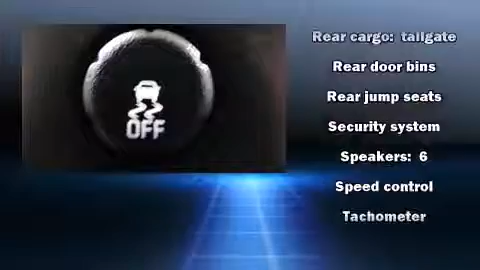 OFF
Rear cargo:  tailgate
Rear door bins
Rear jump seats
Security system
Speakers:  6
Speed control
Tachometer